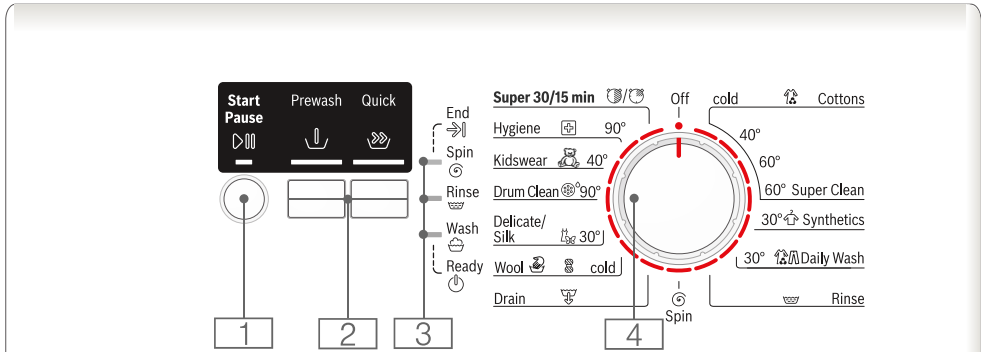 Start
Pause
Prewash
Quick
End
Spin
Rinse
Wash
Ready
Super 30/15 min
Hygiene 90°
Kidswear 40°
Drum Clean 90°
Delicate/
Silk 30°
Wool cold
Drain
Off
cold Cottons
40°
60°
60° Super Clean
30° Synthetics
30° Daily Wash
Rinse
Spin
1
2
3
4